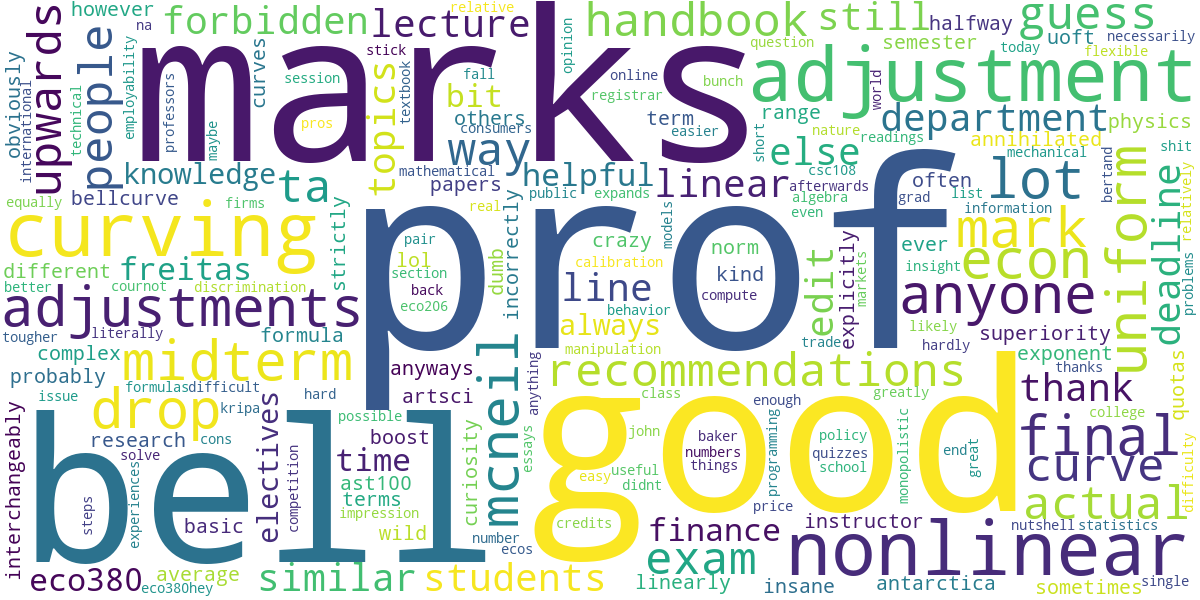 however
na
relative
forbidden
lecture
handbook
still
guess
halfway
upwards
people
marks
opinion
question
semester
uoft
necessarily
today
flexible
obviously
international
technical
employability
professors
maybe
curves
session
pros
stick
textbook
topics
fall
bit
others
consumers
online
registrar
bunch
term
easier
adjustment
world
range
department
physics
annihilated
knowledge
ta
way
mathematical
papers
helpful
linear
short
else
nature
readings
mechanical
shit
csc108
afterwards
algebra
even
often
grad
lot
list
information
bertrand
uniform
relatively
problems
deadline
equally
firms
bellcurve
strictly
real
public
expands
models
curving
prof
pair
lol
section
back
eco206
dumb
incorrectly
crazy
calibration
line
behavior
norm
kind
compute
edit
explicitly
markets
ever
insight
mark
econ
different
better
cournot
freitas
discrimination
adjustments
anyone
tougher
literally
formula
always
manipulation
trade
likely
hardly
superiority
exponent
thanks
quotas
complex
probably
midterm
mcneil
anyways
anything
recommendations
thank
issue
formulas
difficult
kripa
hard
possible
artsci
class
enough
greatly
college
drop
electives
boost
curiosity
essays
john
baker
numbers
things
policy
quizzes
school
programming
monopolistic
end
great
final
curve
difficulty
research
cons
solve
interchangeably
bell
steps
experiences
basic
competition
time
ast100
terms
impression
wild
number
ecos
good
easy
useful
didnt
credits
price
actual
finance
instructor
nutshell
statistics
nonlinear
eco380
average
eco380hey
similar
students
exam
linearly
insane
antarctica
sometimes
single